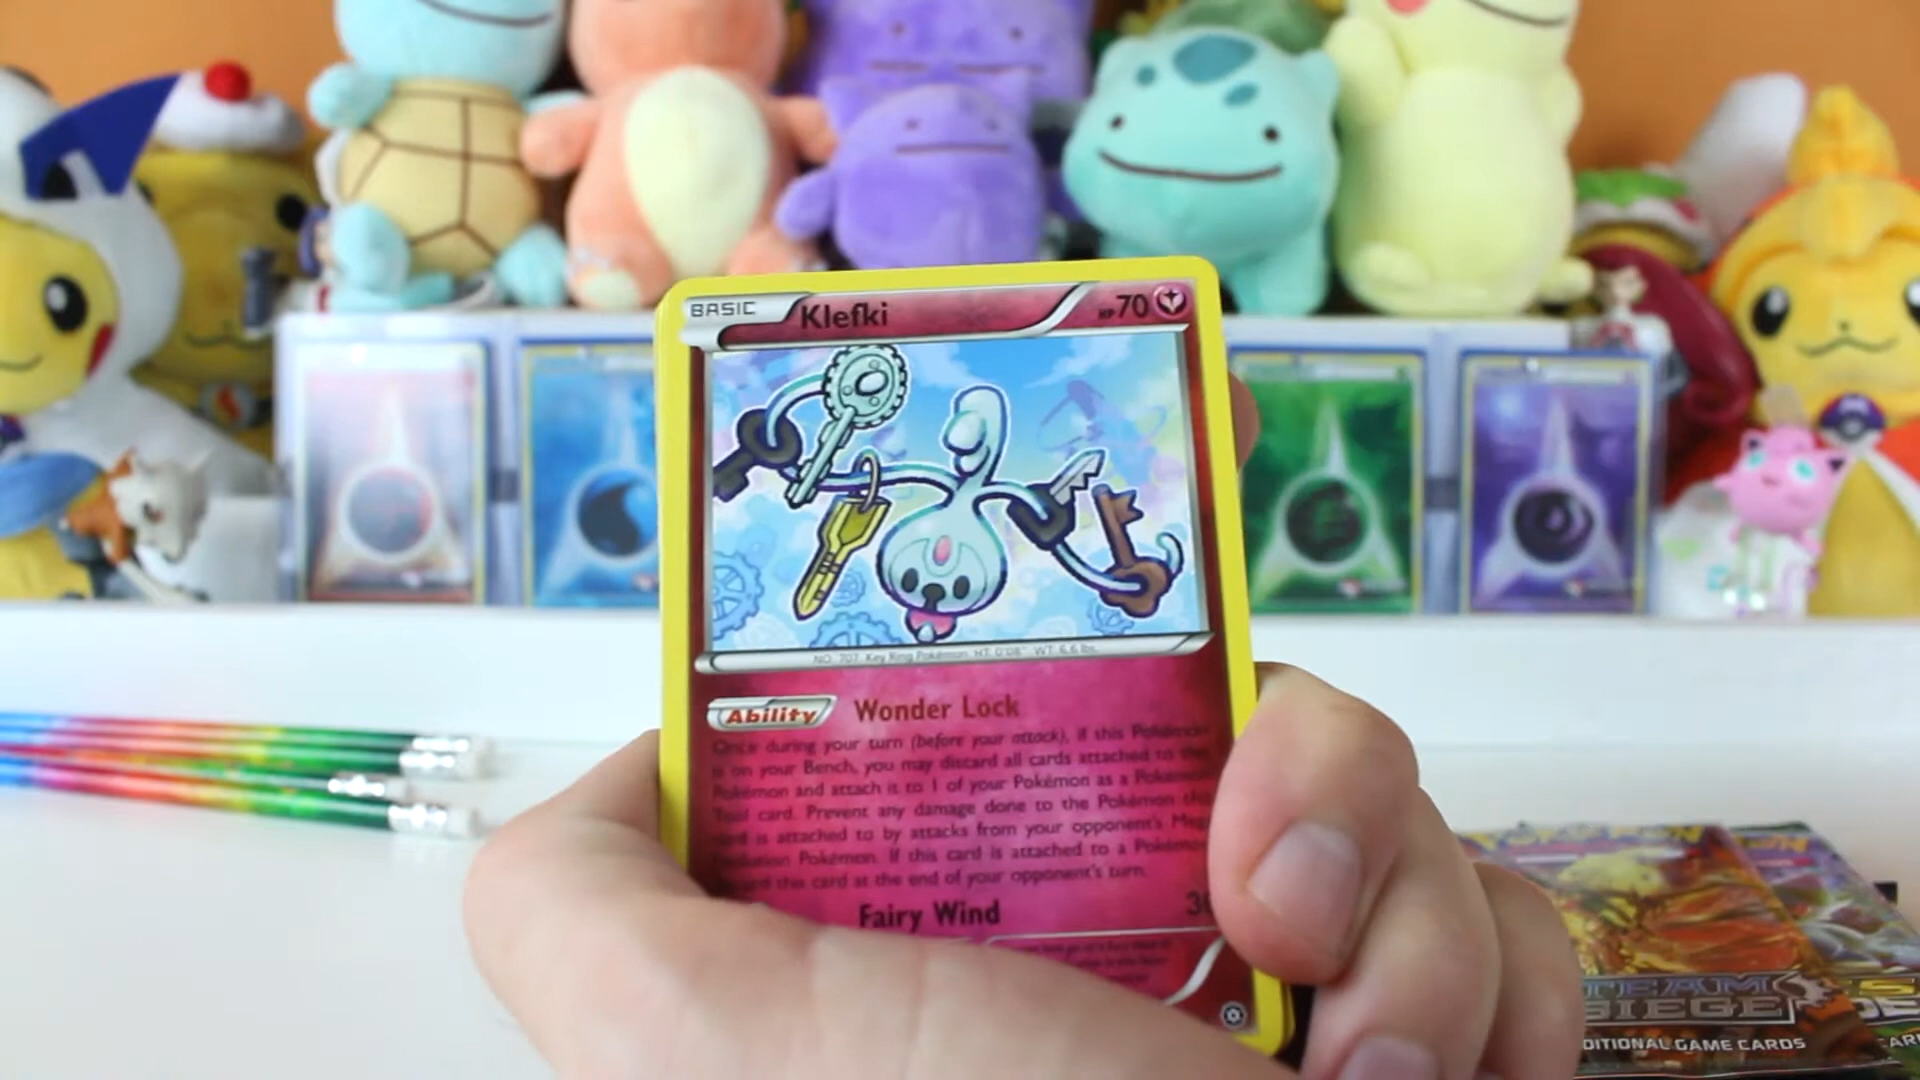 BASIC Klefki HP70
NO. 707 Key Ring Pokémon HT: 0'08" WT: 6.6 lbs.
Ability Wonder Lock
Once during your turn (before your attack), if this Pokémon
is on your Bench, you may discard all cards attached to this
Pokémon and attach it to 1 of your Pokémon as a Pokémon
Tool card. Prevent any damage done to the Pokémon this
card is attached to by attacks from your opponent's Mega
Evolution Pokémon. If this card is attached to a Pokémon,
discard this card at the end of your opponent's turn.
Fairy Wind 30
POKÉMON
TEAM
SIEGE
DITIONAL GAME CARDS